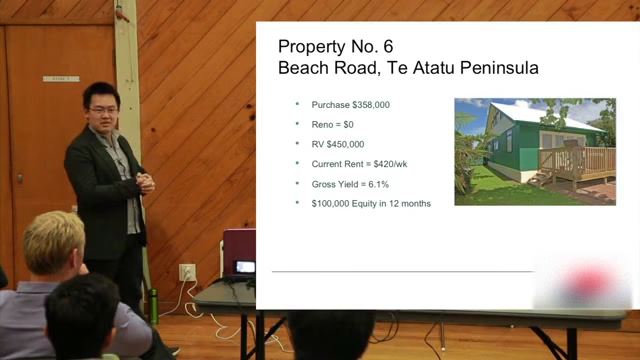 Property No. 6
Beach Road, Te Atatu Peninsula
• Purchase $358,000
• Reno = $0
• RV $450,000
• Current Rent = $420/wk
• Gross Yield = 6.1%
• $100,000 Equity in 12 months